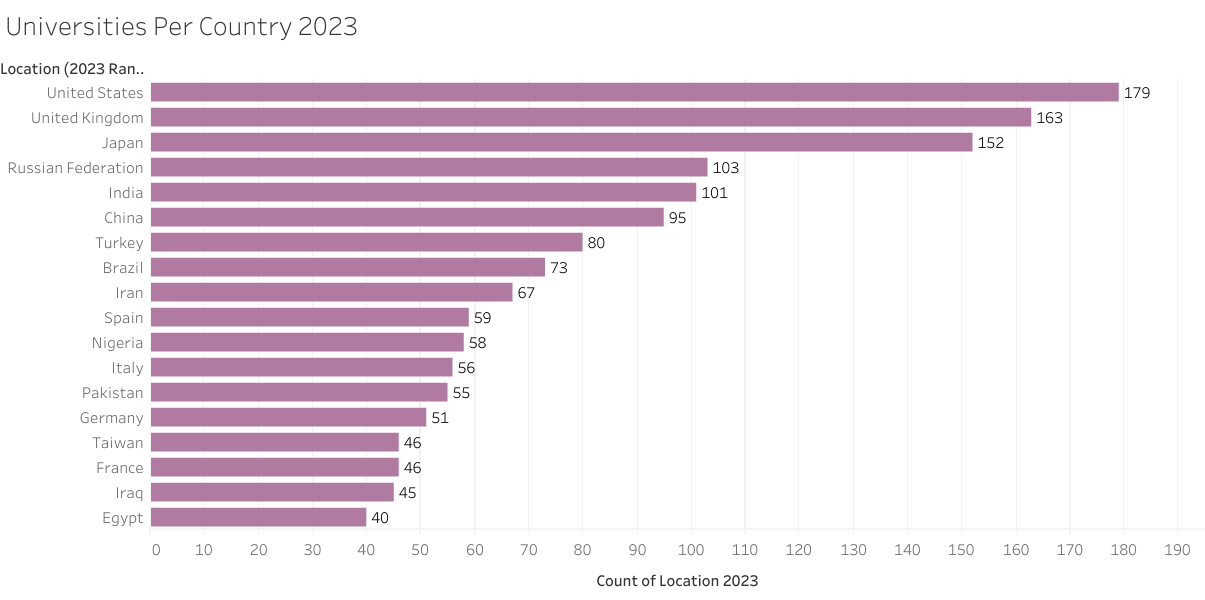 Universities Per Country 2023
Location (2023 Ran..
United States 179
United Kingdom 163
Japan 152
Russian Federation 103
India 101
China 95
Turkey 80
Brazil 73
Iran 67
Spain 59
Nigeria 58
Italy 56
Pakistan 55
Germany 51
Taiwan 46
France 46
Iraq 45
Egypt 40
0 10 20 30 40 50 60 70 80 90 100 110 120 130 140 150 160 170 180 190
Count of Location 2023